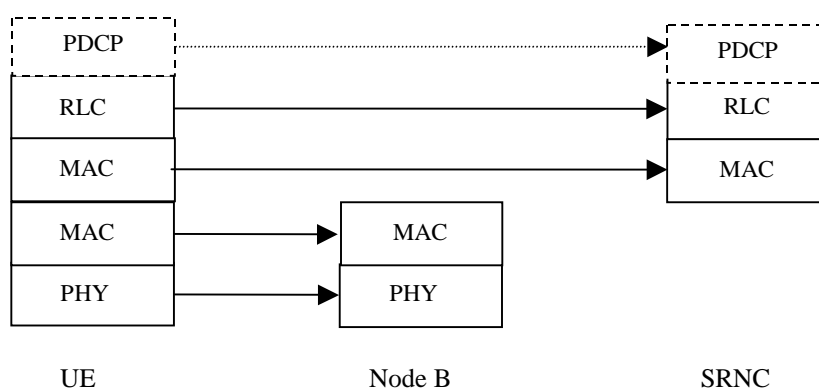 PDCP
PDCP
RLC
RLC
MAC
MAC
MAC
MAC
PHY
PHY
UE Node B SRNC